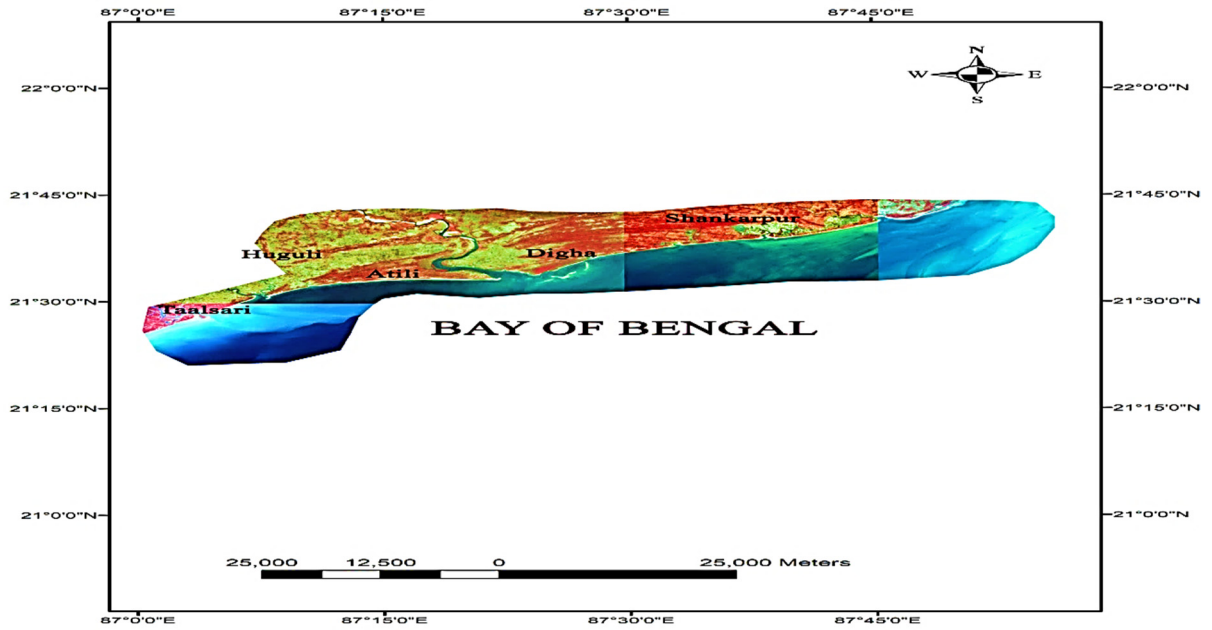 87°0'0"E 87°15'0"E 87°30'0"E 87°45'0"E
N
W E
S
22°0'0"N 22°0'0"N
21°45'0"N 21°45'0"N
Shankarpur
Huguli Digha
Atili
21°30'0"N 21°30'0"N
Taalsari
BAY OF BENGAL
21°15'0"N 21°15'0"N
21°0'0"N 21°0'0"N
25,000 12,500 0 25,000 Meters
87°0'0"E 87°15'0"E 87°30'0"E 87°45'0"E